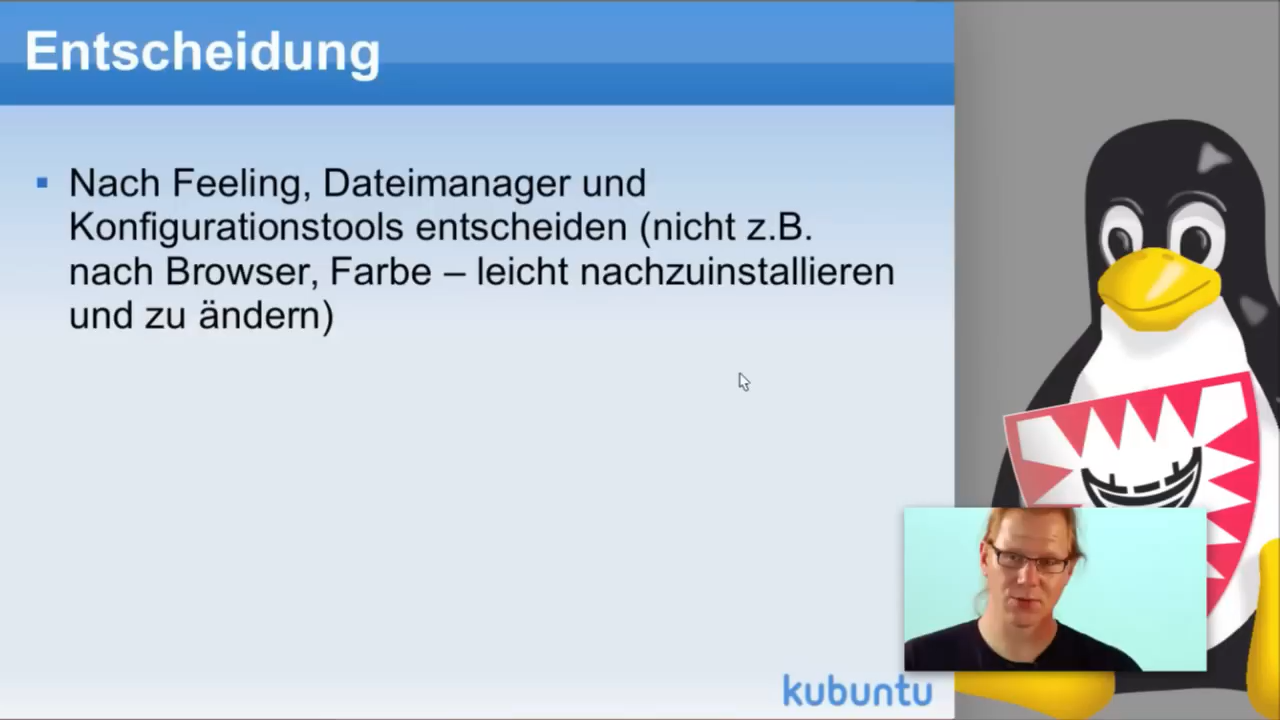 Entscheidung
Nach Feeling, Dateimanager und
Konfigurationstools entscheiden (nicht z.B.
nach Browser, Farbe – leicht nachzuinstallieren
und zu ändern)
kubuntu